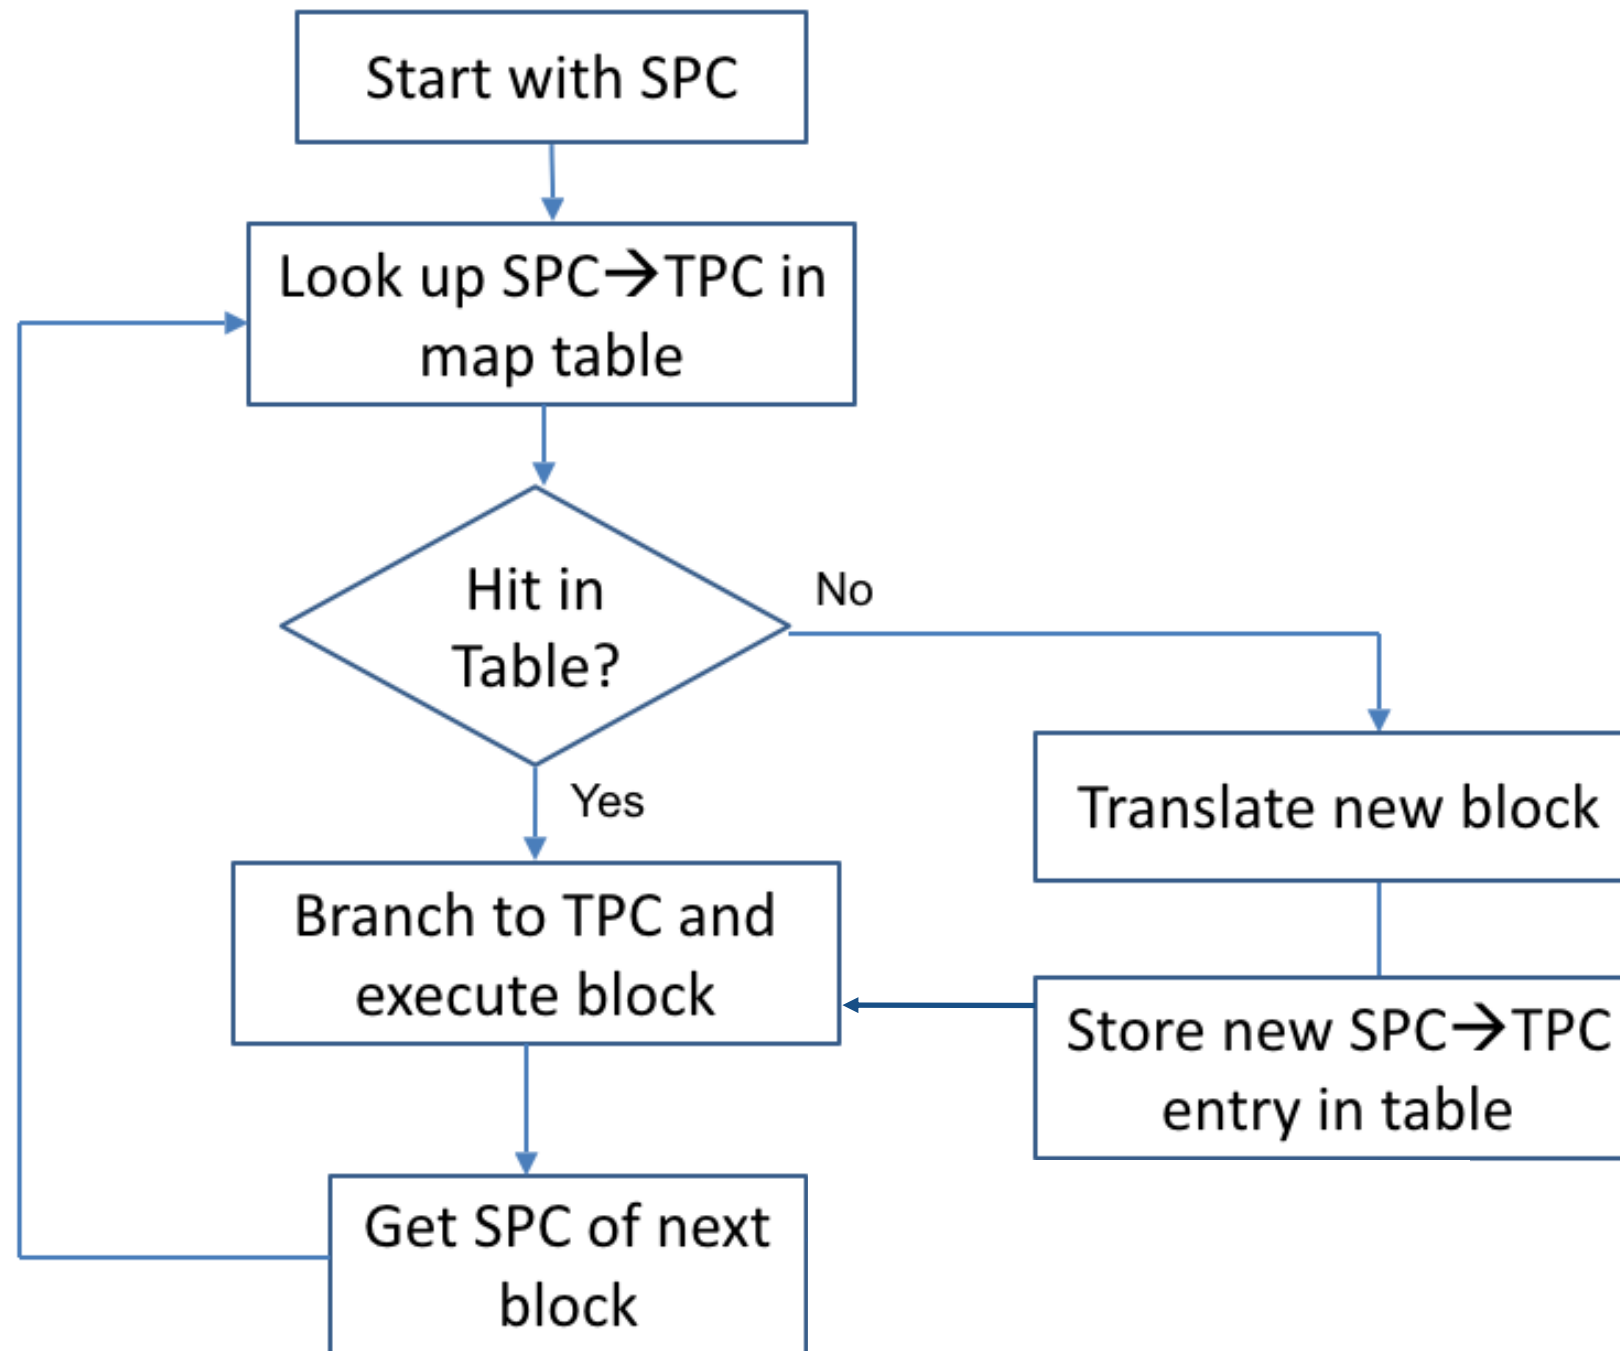 Start with SPC
Look up SPC→TPC in
map table
Hit in
Table?
No
Yes
Translate new block
Branch to TPC and
execute block
Store new SPC→TPC
entry in table
Get SPC of next
block